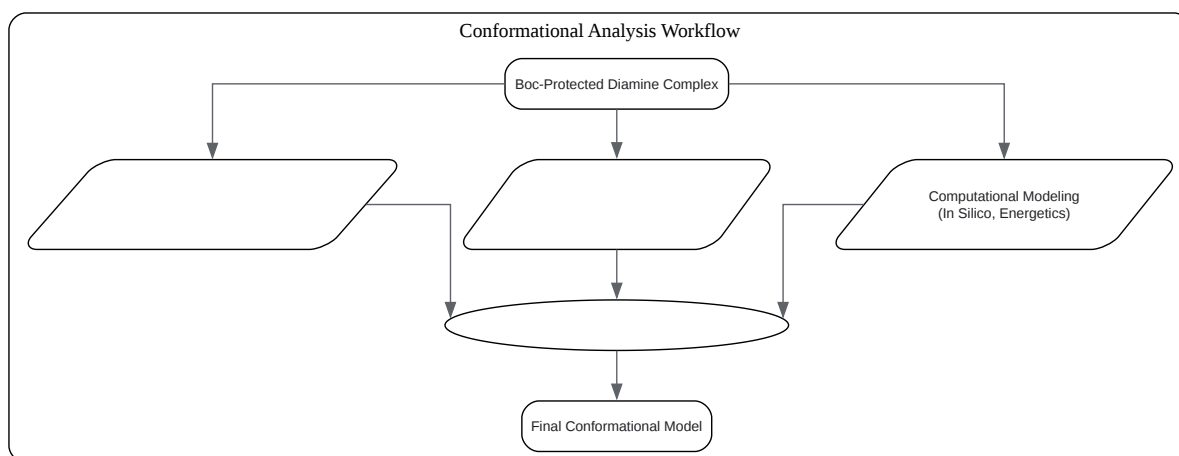 Conformational Analysis Workflow
Boc-Protected Diamine Complex
Computational Modeling
(In Silico, Energetics)
Final Conformational Model